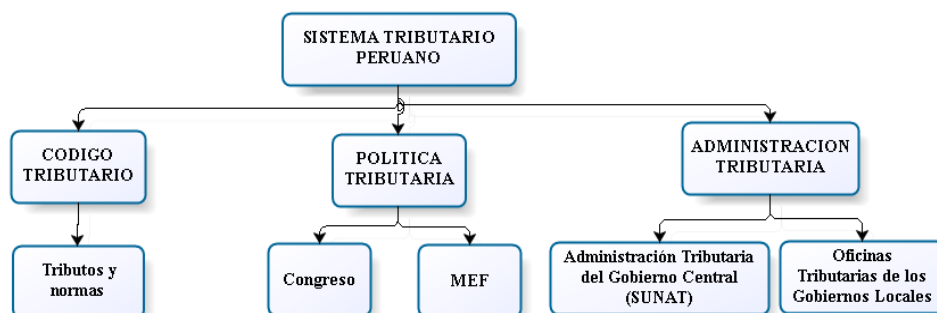 SISTEMA TRIBUTARIO
PERUANO
CODIGO
TRIBUTARIO
POLITICA
TRIBUTARIA
ADMINISTRACION
TRIBUTARIA
Tributos y
normas
Congreso
MEF
Administración Tributaria
del Gobierno Central
(SUNAT)
Oficinas
Tributarias de los
Gobiernos Locales